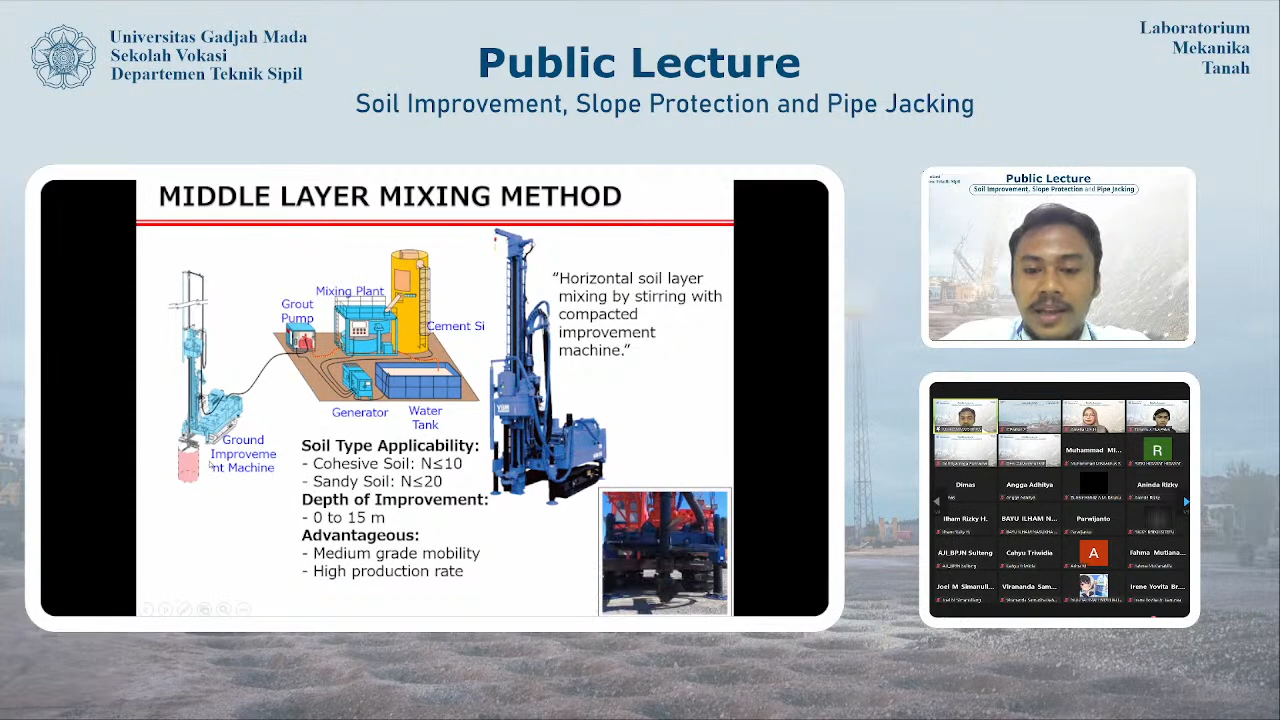 Universitas Gadjah Mada
Sekolah Vokasi
Departemen Teknik Sipil
Public Lecture
Soil Improvement, Slope Protection and Pipe Jacking
Laboratorium
Mekanika
Tanah
MIDDLE LAYER MIXING METHOD
Mixing Plant
Grout
Pump
Cement Si
Generator
Water
Tank
Ground
Improveme
nt Machine
“Horizontal soil layer
mixing by stirring with
compacted
improvement
machine.”
Soil Type Applicability:
- Cohesive Soil: N≤10
- Sandy Soil: N≤20
Depth of Improvement:
- 0 to 15 m
Advantageous:
- Medium grade mobility
- High production rate
Public Lecture
Soil Improvement, Slope Protection and Pipe Jacking
Muhammad Mi...
R
Dimas
Angga Adhitya
Aninda Rizky
Ilham Rizky H.
BAYU ILHAM N...
Parwijanto
AJI_BPJN Sulteng
Cahyu Triwidia
A
Fahma Mutiana...
Joel M Simanull...
Viramanda Sam...
Irene Yovita Br...